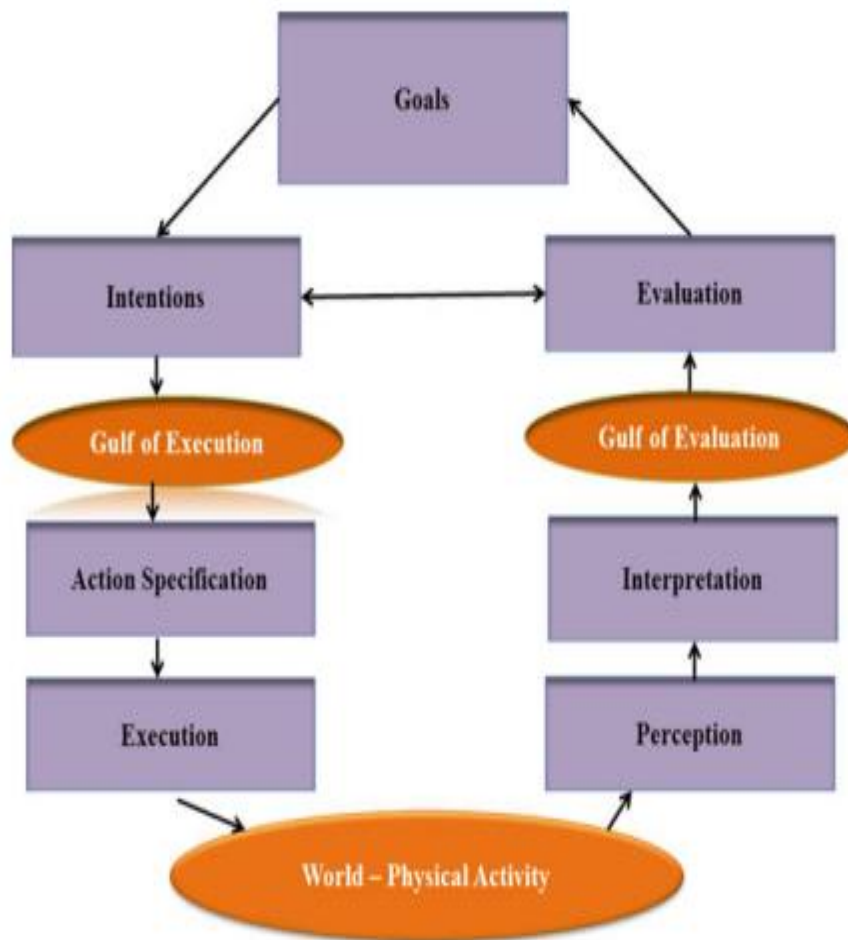 Goals
Intentions
Evaluation
Gulf of Execution
Gulf of Evaluation
Action Specification
Interpretation
Execution
Perception
World – Physical Activity